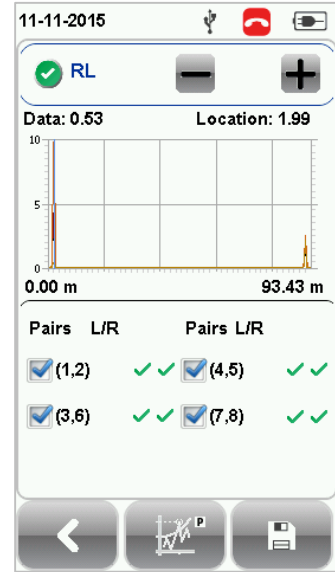 11-11-2015
RL
Data: 0.53 Location: 1.99
10
5
0
0.00 m 93.43 m
Pairs L/R Pairs L/R
(1,2) (4,5)
(3,6) (7,8)
P